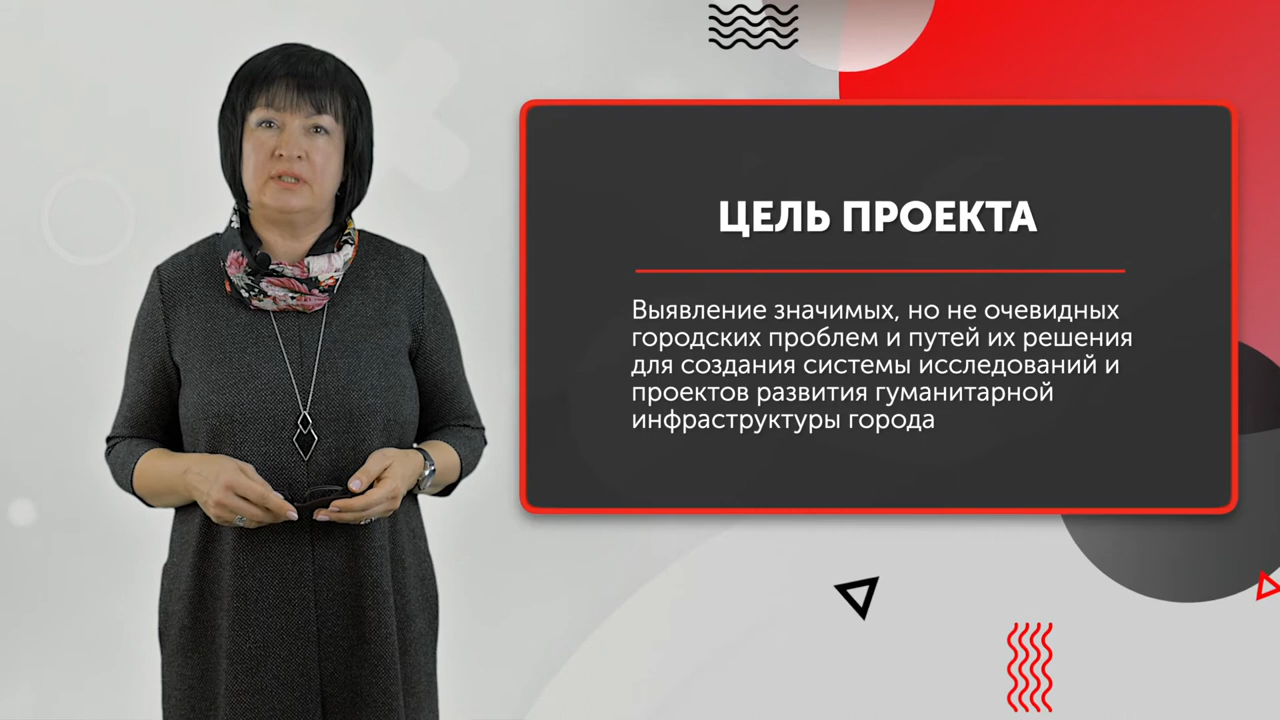 ЦЕЛЬ ПРОЕКТА
Выявление значимых, но не очевидных
городских проблем и путей их решения
для создания системы исследований и
проектов развития гуманитарной
инфраструктуры города